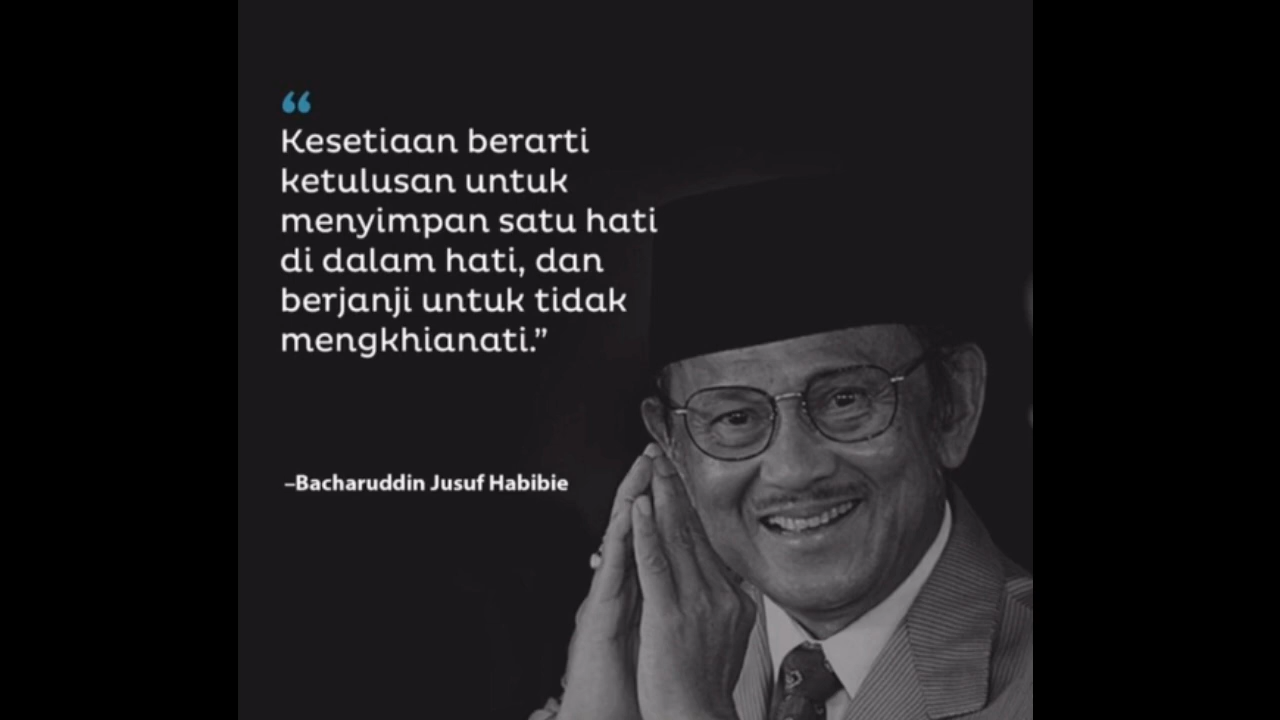 “
Kesetiaan berarti
ketulusan untuk
menyimpan satu hati
di dalam hati, dan
berjanji untuk tidak
mengkhianati.”
–Bacharuddin Jusuf Habibie